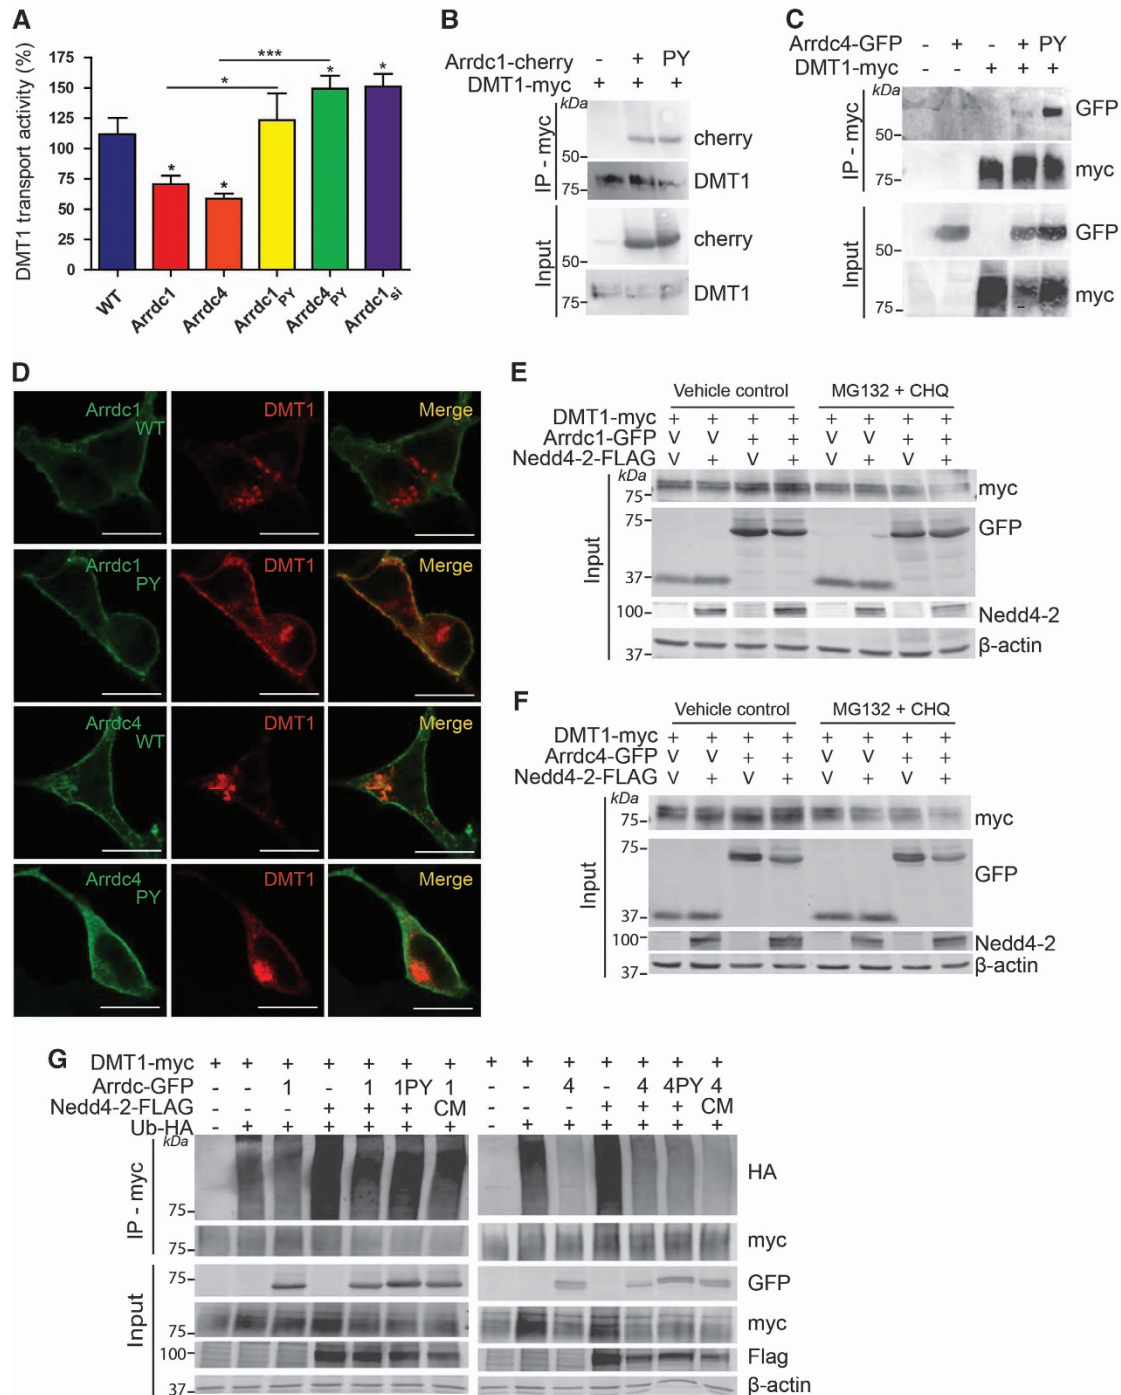 A
DMT1 transport activity (%)
175
150
125
100
75
50
25
0
***
*
* * * *
WT Arrdc1 Arrdc4 Arrdc1 PY Arrdc4 PY Arrdc1 si
B
Arrdc1-cherry - + PY
DMT1-myc + + +
kDa
IP - myc
50 cherry
75 DMT1
Input
50 cherry
75 DMT1
C
Arrdc4-GFP - + - + PY
DMT1-myc - - + + +
kDa
IP - myc
50 GFP
myc
Input
50 GFP
75 myc
D
Arrdc1 WT DMT1 Merge
Arrdc1 PY DMT1 Merge
Arrdc4 WT DMT1 Merge
Arrdc4 PY DMT1 Merge
E
Vehicle control MG132 + CHQ
DMT1-myc + + + + + + + +
Arrdc1-GFP V V + + V V + +
Nedd4-2-FLAG V + V + V + V +
kDa
Input
75 myc
75 GFP
37
100 Nedd4-2
37 β-actin
F
Vehicle control MG132 + CHQ
DMT1-myc + + + + + + + +
Arrdc4-GFP V V + + V V + +
Nedd4-2-FLAG V + V + V + V +
kDa
Input
75 myc
75 GFP
37
100 Nedd4-2
37 β-actin
G
DMT1-myc + + + + + + + + + + + + + +
Arrdc-GFP - - 1 - 1 1PY 1 - - 4 - 4 4PY 4
Nedd4-2-FLAG - - - + + + CM - - - + + + CM
Ub-HA - + + + + + + - + + + + + +
kDa
IP - myc
75 HA
75 myc
Input
75 GFP
75 myc
100 Flag
37 β-actin